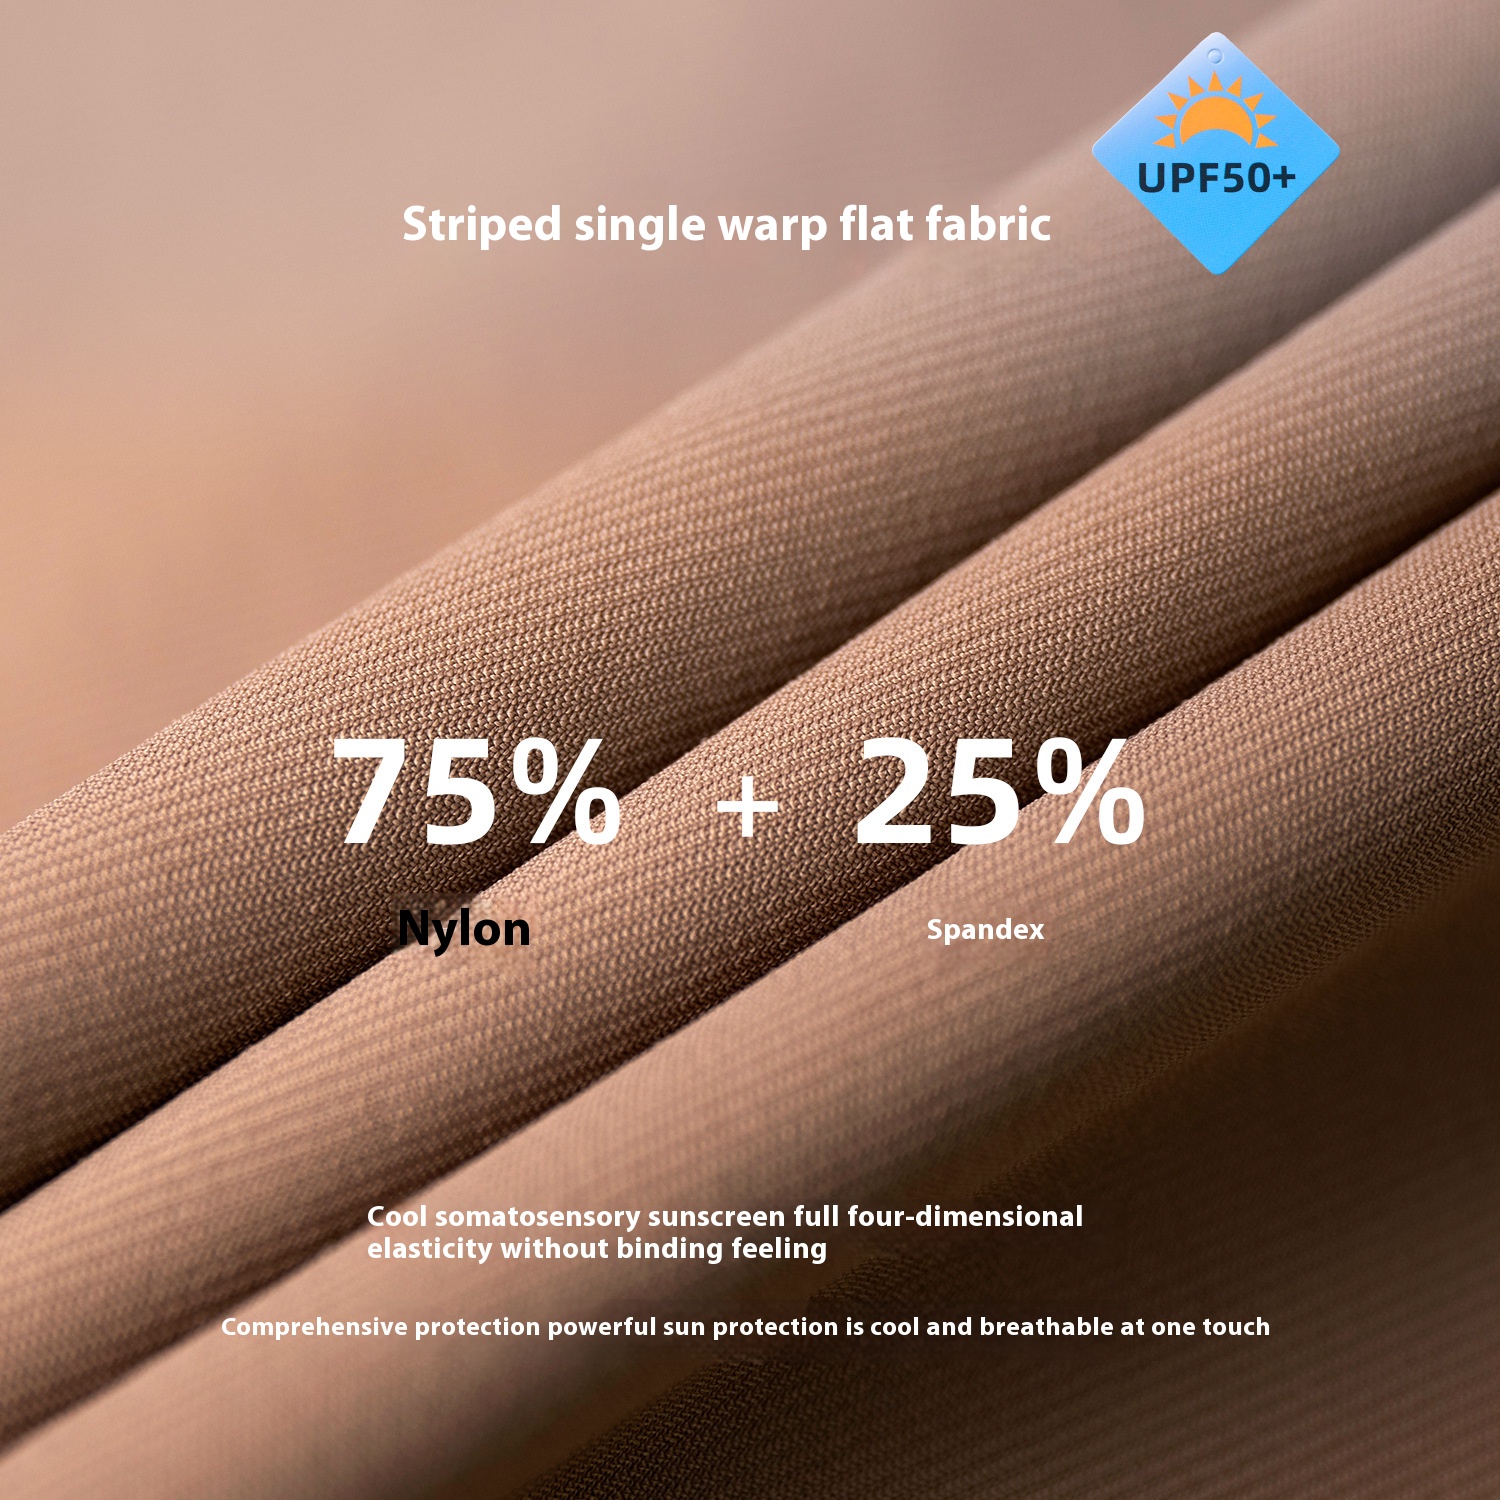 UPF50+
Striped single warp flat fabric
75% + 25%
Nylon Spandex
Cool somatosensory sunscreen full four-dimensional
elasticity without binding feeling
Comprehensive protection powerful sun protection is cool and breathable at one touch